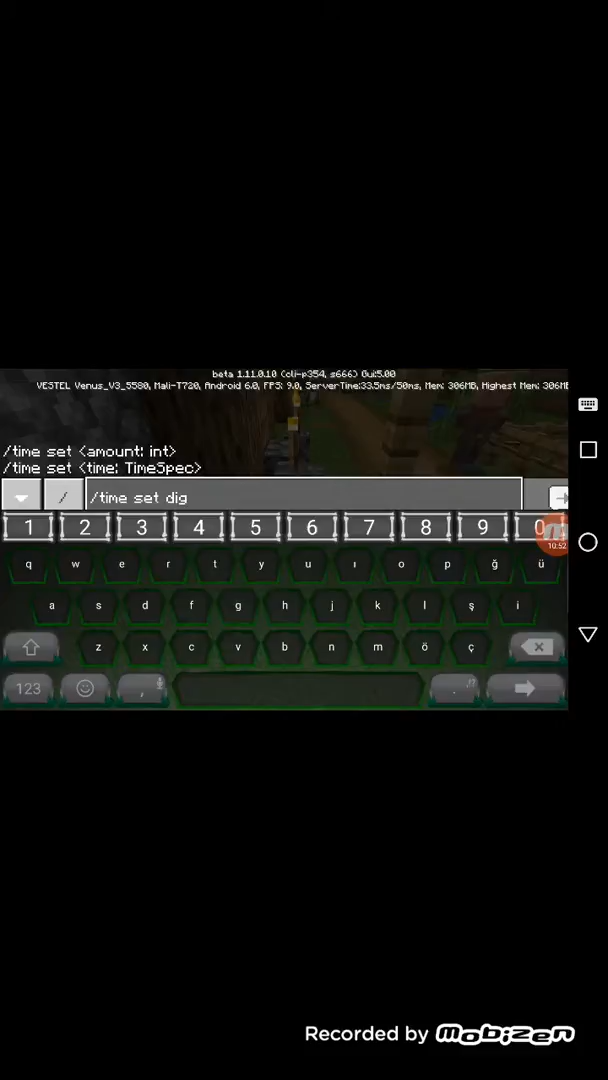 beta 1.11.0.10 (cli-p354, s666) Gui:5.00
VESTEL Venus_V3_5580, Mali-T720, Android 6.0, FPS: 9.0, ServerTime:33.5ms/50ms, Mem: 306MB, Highest Mem: 306MB
/time set <amount: int>
/time set <time: TimeSpec>
/ /time set dig
1 2 3 4 5 6 7 8 9 0
10:52
q w e r t y u ı o p ğ ü
a s d f g h j k l ş i
z x c v b n m ö ç
123 , . ,!?
Recorded by mobizen